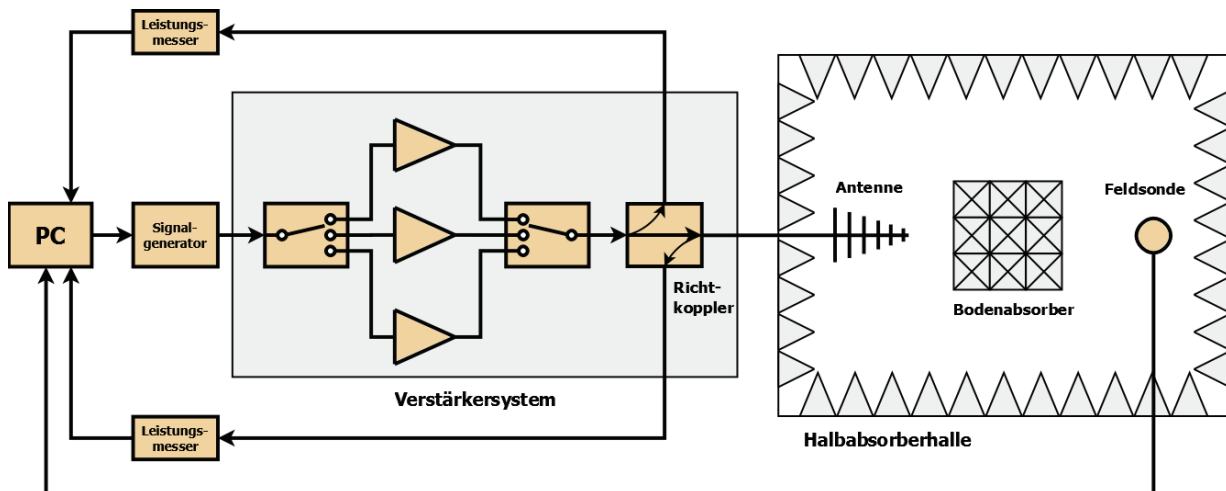 Leistungs-
messer
PC
Signal-
generator
Richt-
koppler
Verstärkersystem
Leistungs-
messer
Antenne
Feldsonde
Bodenabsorber
Halbabsorberhalle